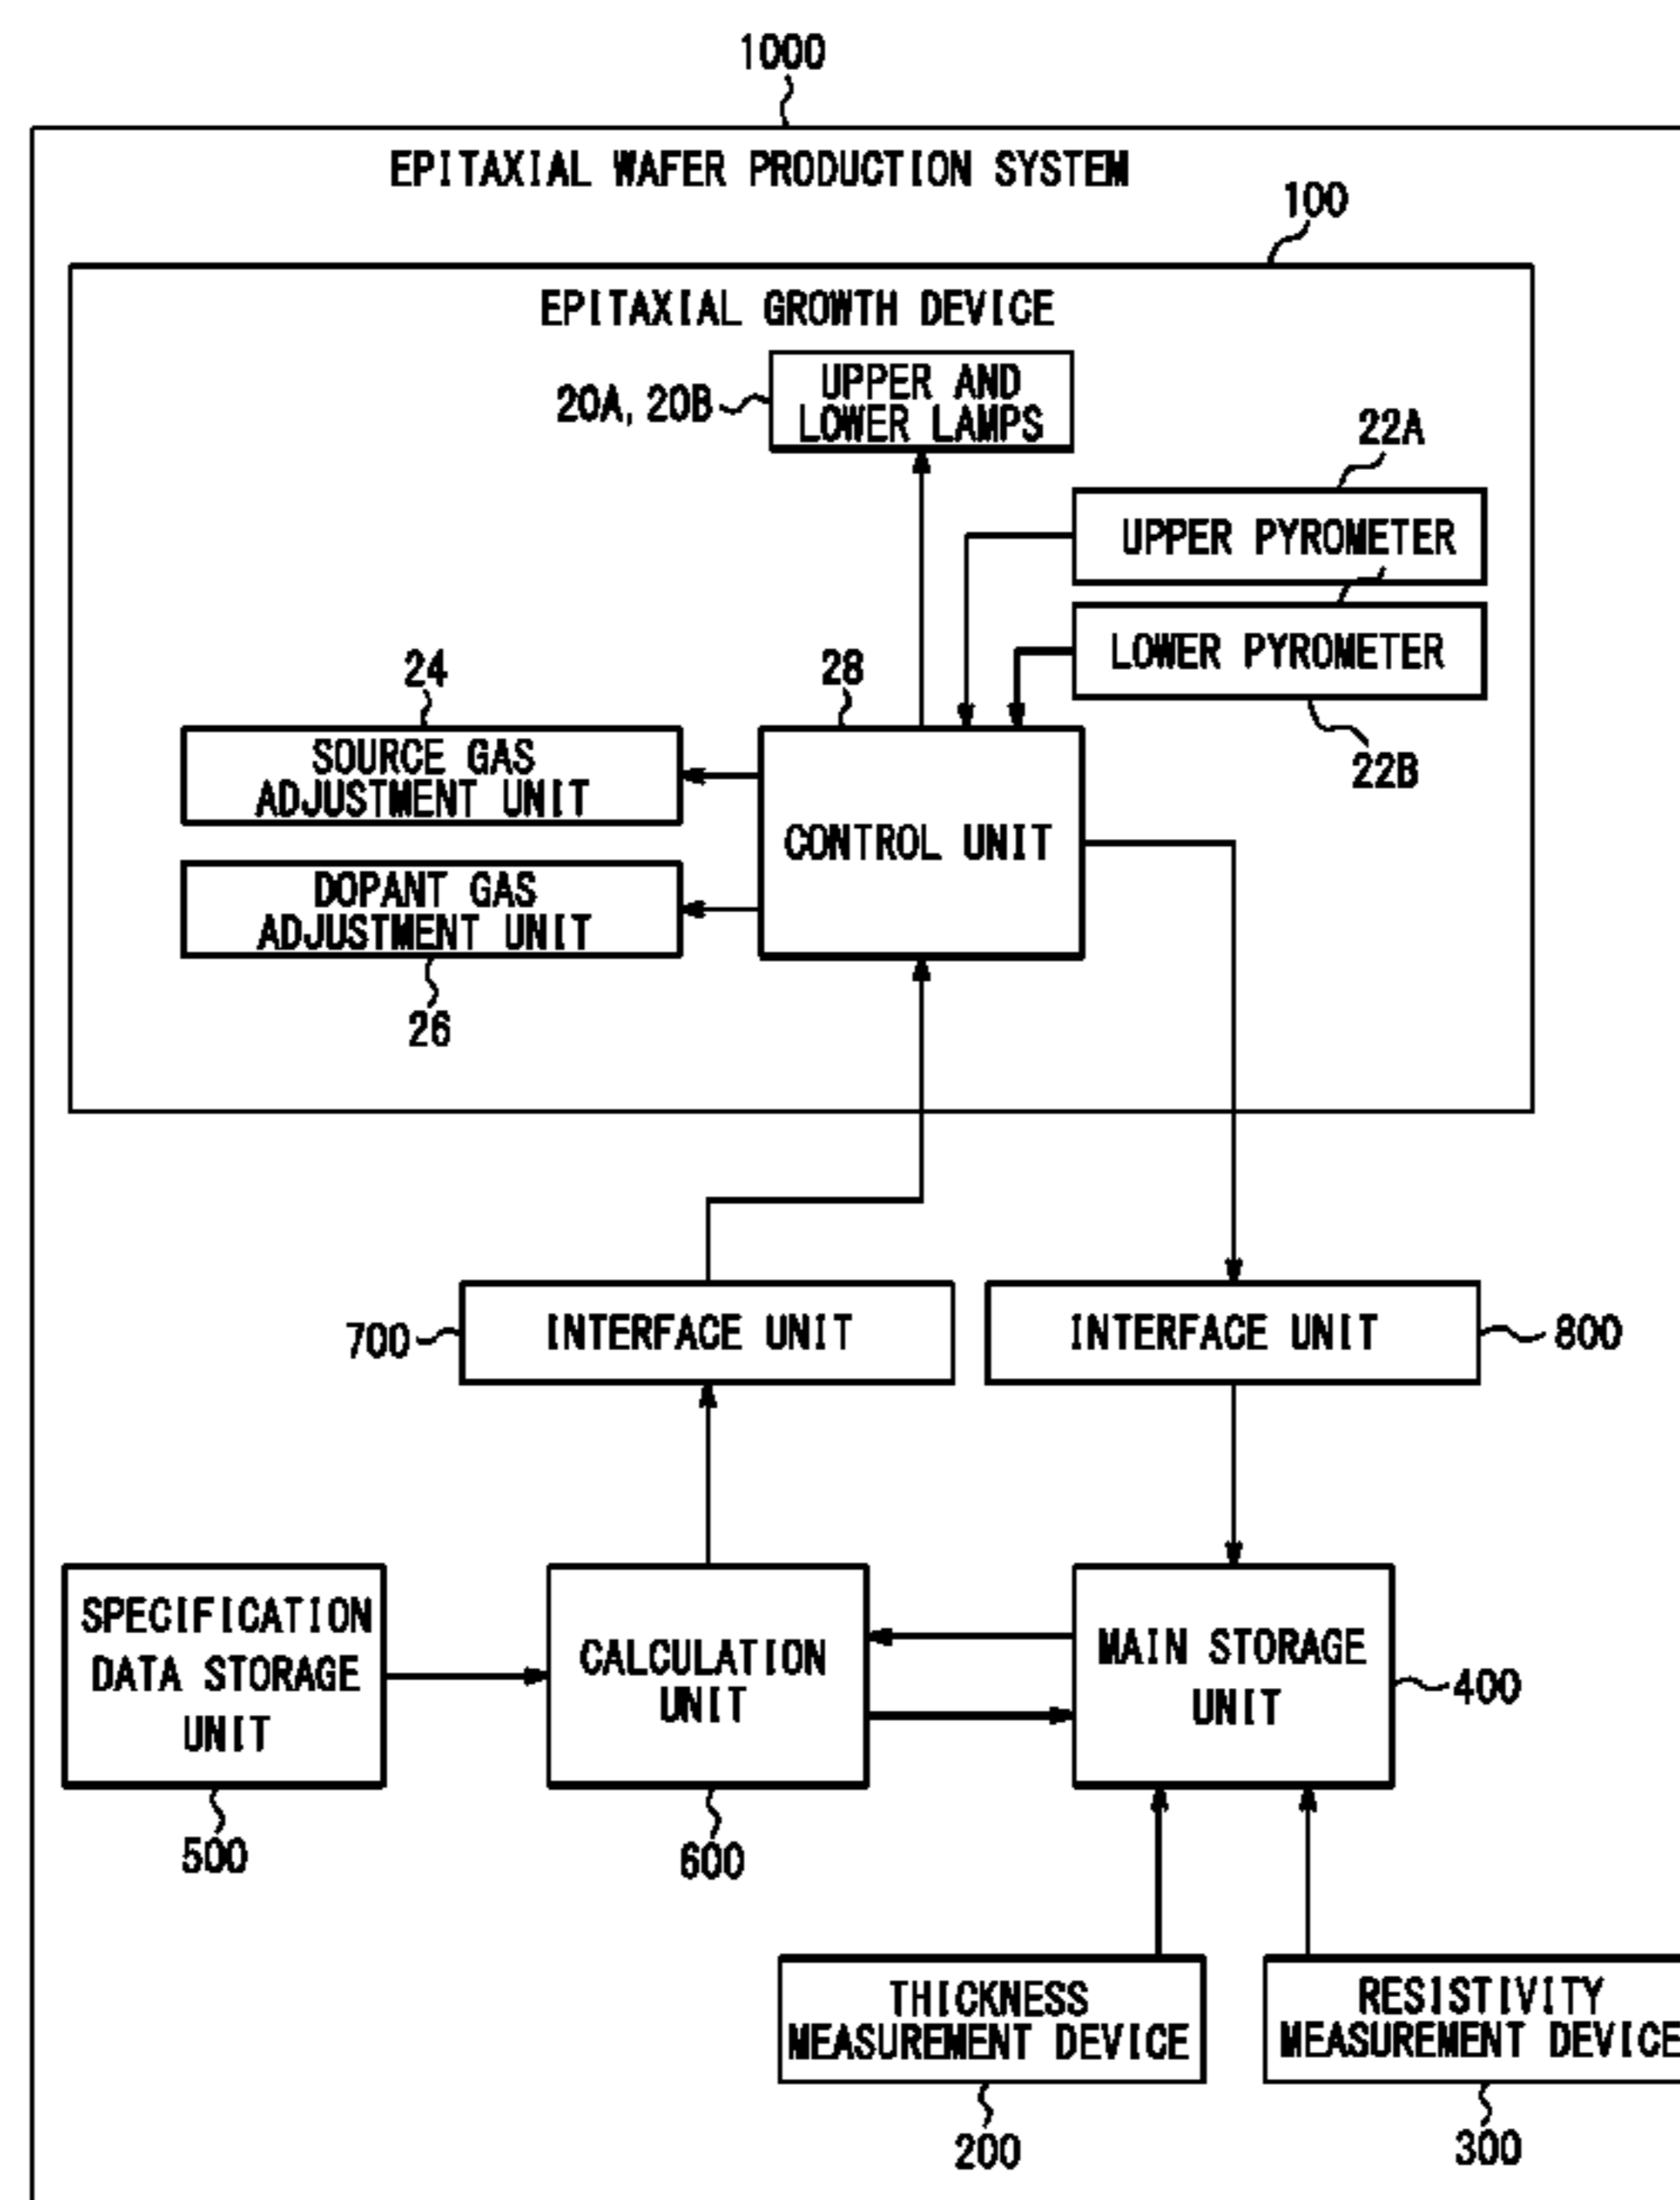 1000
EPITAXIAL WAFER PRODUCTION SYSTEM
100
EPITAXIAL GROWTH DEVICE
20A, 20B
UPPER AND
LOWER LAMPS
22A
UPPER PYROMETER
LOWER PYROMETER
22B
24
SOURCE GAS
ADJUSTMENT UNIT
28
CONTROL UNIT
DOPANT GAS
ADJUSTMENT UNIT
26
700
INTERFACE UNIT
INTERFACE UNIT
800
SPECIFICATION
DATA STORAGE
UNIT
500
CALCULATION
UNIT
600
MAIN STORAGE
UNIT
400
THICKNESS
MEASUREMENT DEVICE
200
RESISTIVITY
MEASUREMENT DEVICE
300